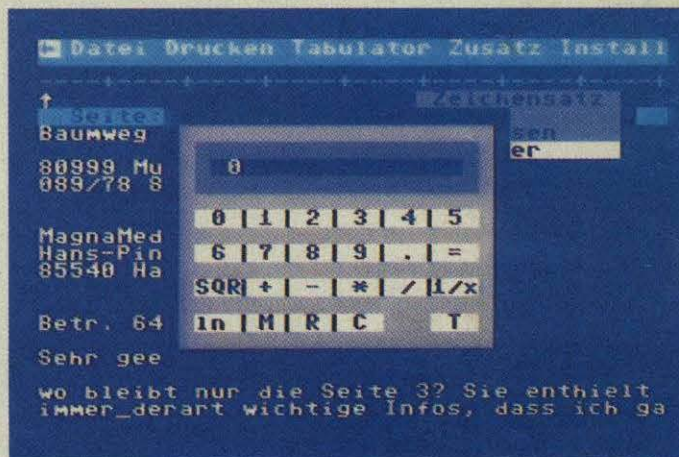 Datei Drucken Tabulator Zusatz Install
Zeichensatz
Seite:
Baumweg
sen
er
80999 Mu
089/78 S
0
0 | 1 | 2 | 3 | 4 | 5
6 | 7 | 8 | 9 | . | =
SQR | + | - | * | / | 1/x
ln | M | R | C T
MagnaMed
Hans-Pin
85540 Ha
Betr. 64
Sehr gee
wo bleibt nur die Seite 3? Sie enthielt
immer_derart wichtige Infos, dass ich ga